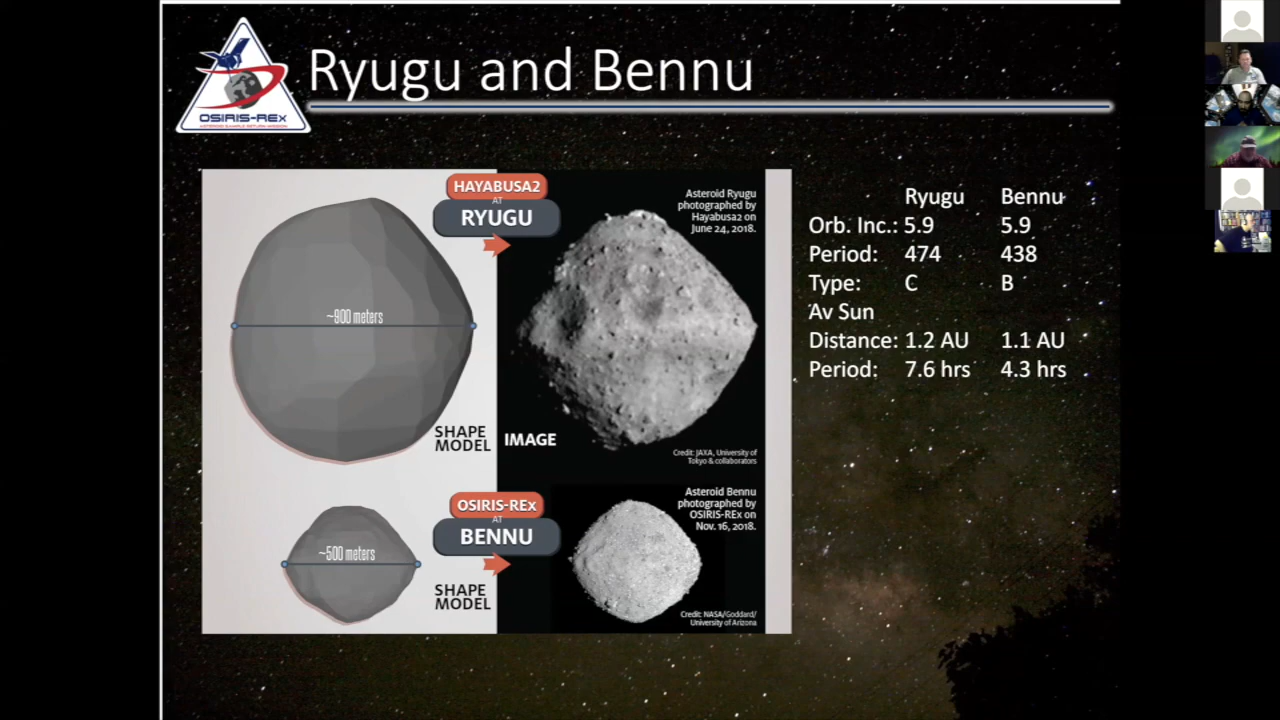 Ryugu and Bennu
OSIRIS-REx
ASTEROID SAMPLE RETURN MISSION
HAYABUSA2
AT
RYUGU
Asteroid Ryugu
photographed by
Hayabusa2 on
June 24, 2018.
~900 meters
SHAPE
MODEL
IMAGE
Credit: JAXA, University of
Tokyo & collaborators
OSIRIS-REx
AT
BENNU
Asteroid Bennu
photographed by
OSIRIS-REx on
Nov. 16, 2018.
~500 meters
SHAPE
MODEL
Credit: NASA/Goddard/
University of Arizona
Ryugu Bennu
Orb. Inc.: 5.9 5.9
Period: 474 438
Type: C B
Av Sun
Distance: 1.2 AU 1.1 AU
Period: 7.6 hrs 4.3 hrs